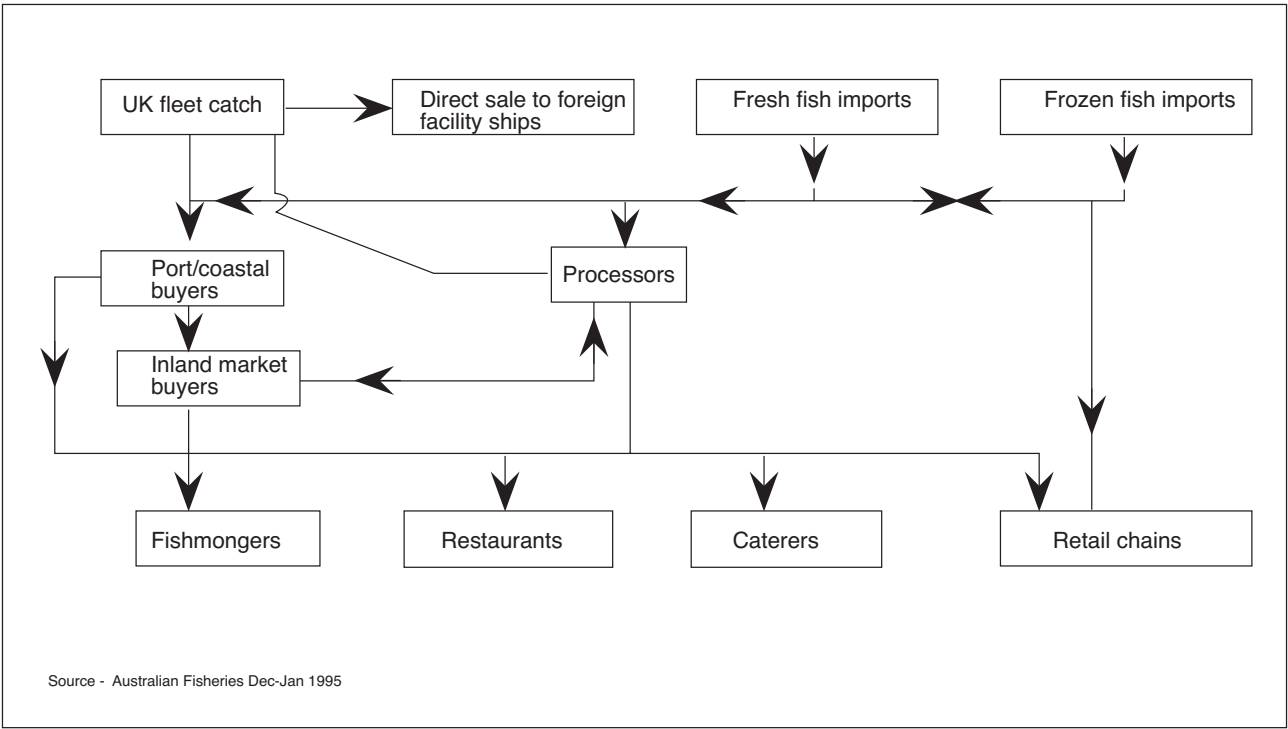 UK fleet catch
Direct sale to foreign
facility ships
Fresh fish imports
Frozen fish imports
Port/coastal
buyers
Processors
Inland market
buyers
Fishmongers
Restaurants
Caterers
Retail chains
Source - Australian Fisheries Dec-Jan 1995